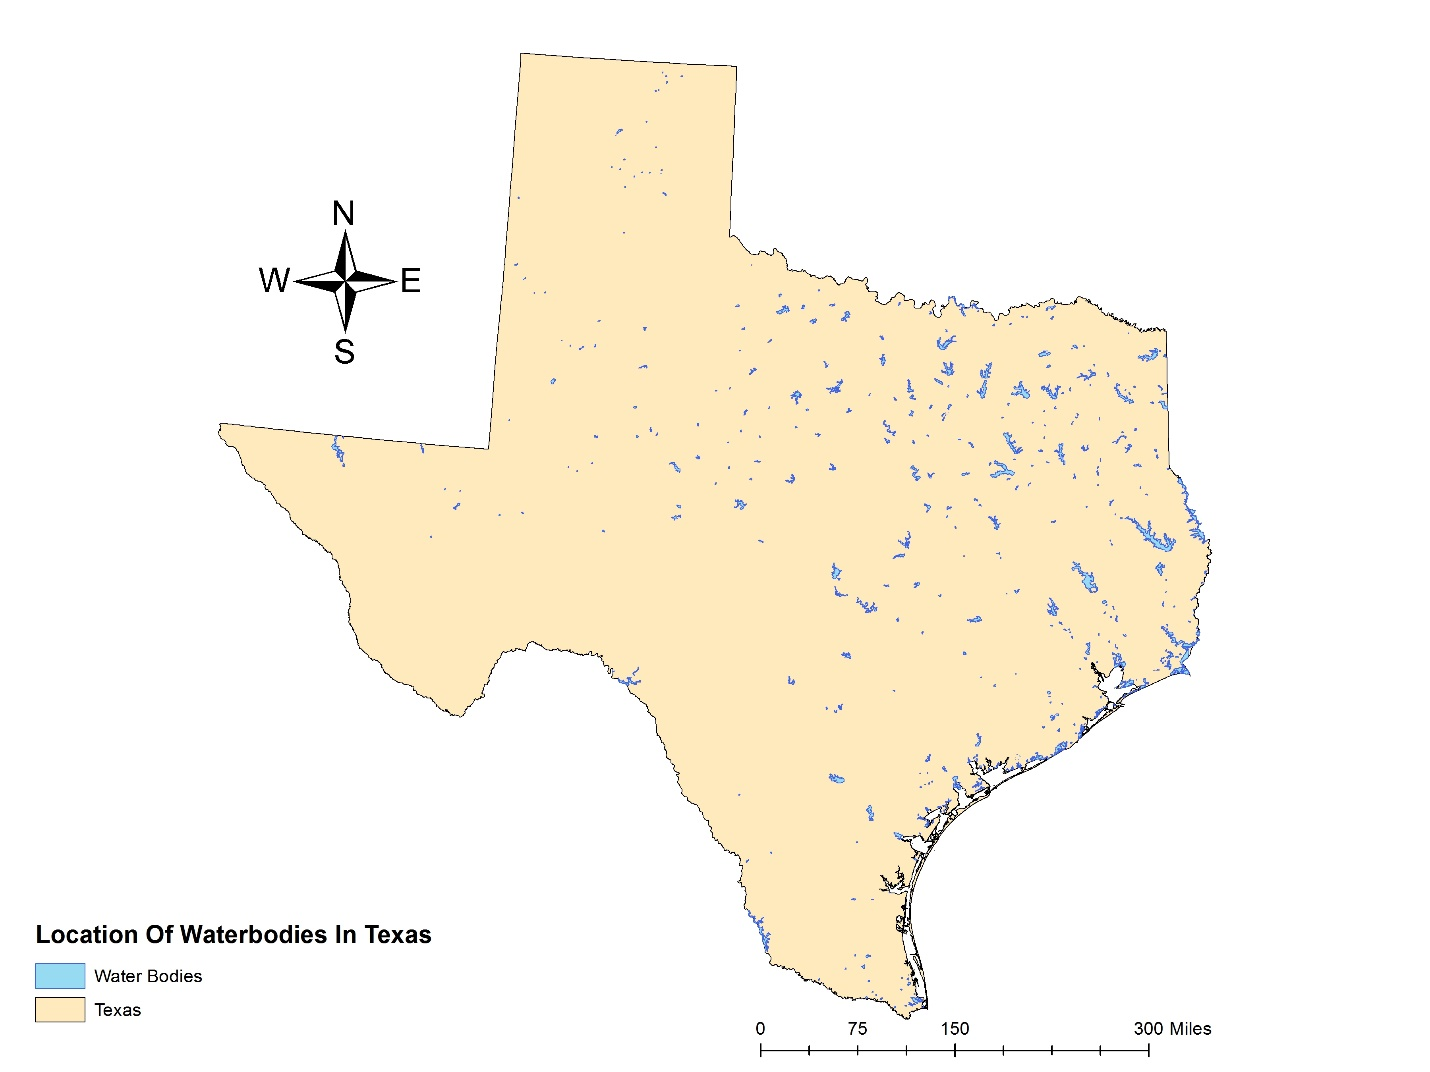 N
W E
S
Location Of Waterbodies In Texas
Water Bodies
Texas
0 75 150 300 Miles